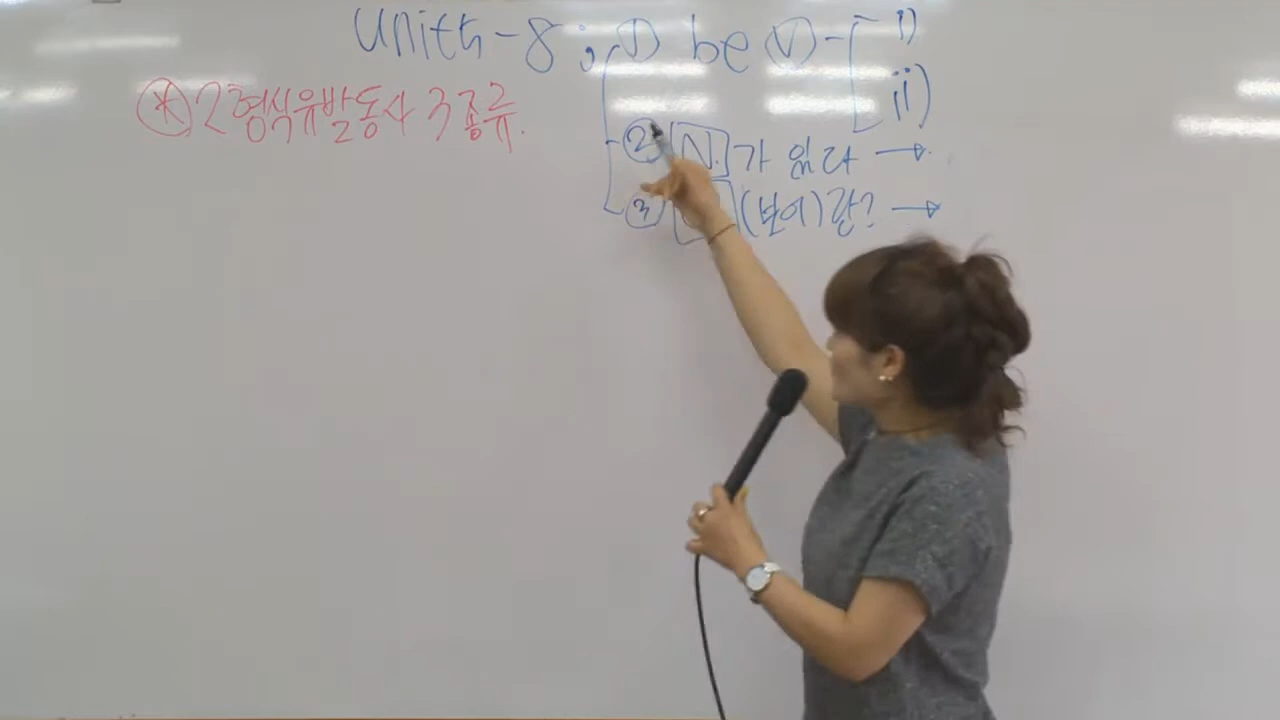 Unit 5-8 ; ① be Ⓥ - i)
ii)
② N. 가 있다 →
③ (보어)란? →
* 2형식유발동사 3종류.